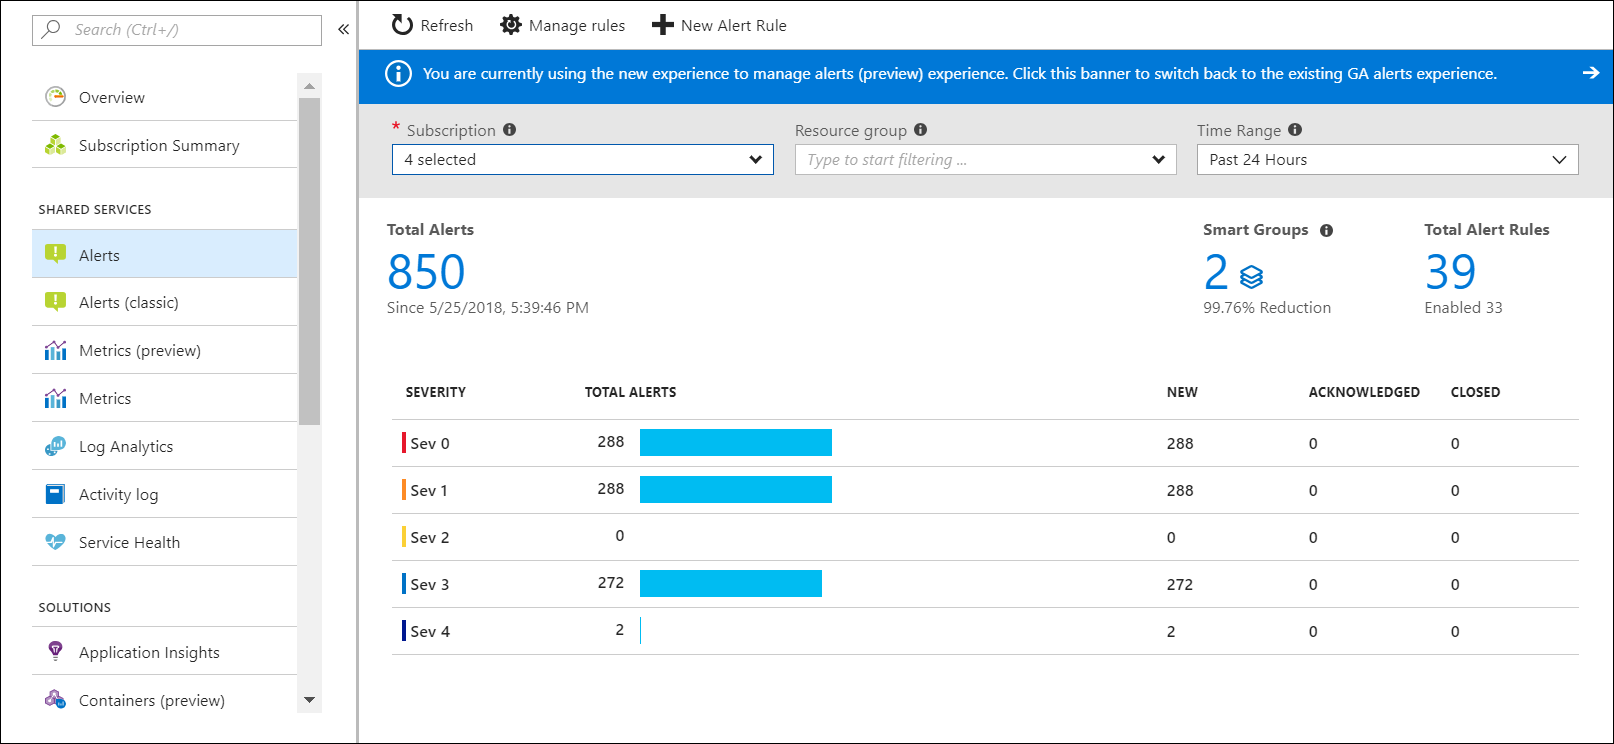 Search (Ctrl+/)
«
Overview
Subscription Summary
SHARED SERVICES
Alerts
Alerts (classic)
Metrics (preview)
Metrics
Log Analytics
Activity log
Service Health
SOLUTIONS
Application Insights
Containers (preview)
Refresh Manage rules New Alert Rule
You are currently using the new experience to manage alerts (preview) experience. Click this banner to switch back to the existing GA alerts experience.
* Subscription Resource group Time Range
4 selected Type to start filtering ... Past 24 Hours
Total Alerts Smart Groups Total Alert Rules
850 2 39
Since 5/25/2018, 5:39:46 PM 99.76% Reduction Enabled 33
SEVERITY TOTAL ALERTS NEW ACKNOWLEDGED CLOSED
Sev 0 288 288 0 0
Sev 1 288 288 0 0
Sev 2 0 0 0 0
Sev 3 272 272 0 0
Sev 4 2 2 0 0